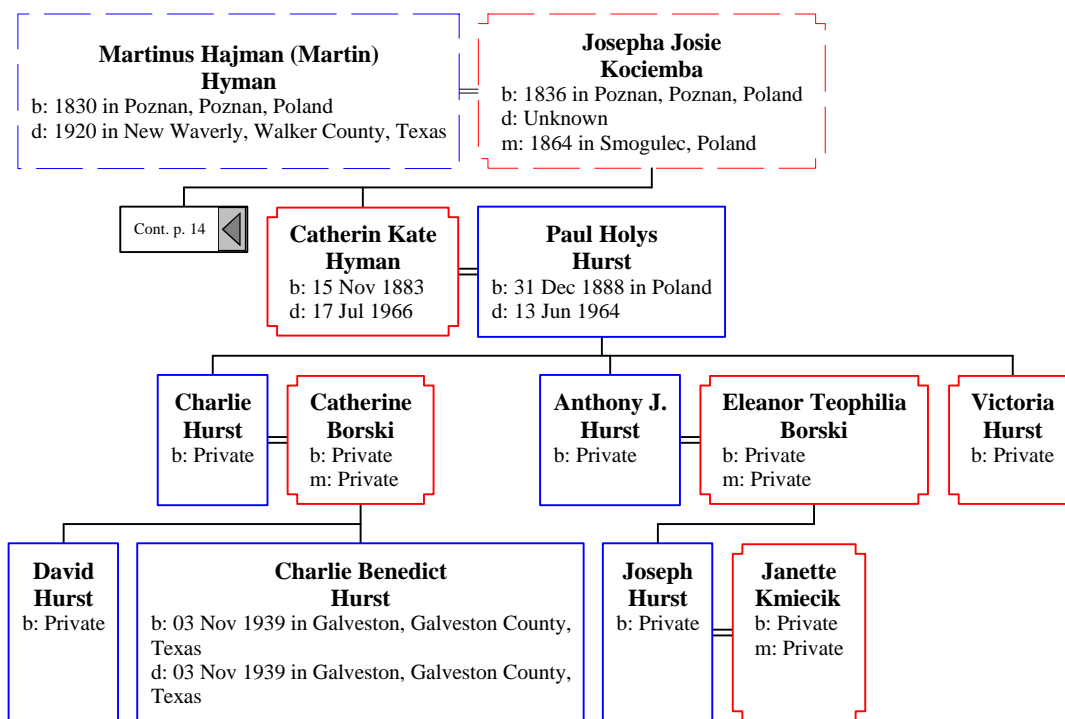 Martinus Hajman (Martin)
Hyman
b: 1830 in Poznan, Poznan, Poland
d: 1920 in New Waverly, Walker County, Texas
Josepha Josie
Kociemba
b: 1836 in Poznan, Poznan, Poland
d: Unknown
m: 1864 in Smogulec, Poland
Cont. p. 14
Catherin Kate
Hyman
b: 15 Nov 1883
d: 17 Jul 1966
Paul Holys
Hurst
b: 31 Dec 1888 in Poland
d: 13 Jun 1964
Charlie
Hurst
b: Private
Catherine
Borski
b: Private
m: Private
Anthony J.
Hurst
b: Private
Eleanor Teophilia
Borski
b: Private
m: Private
Victoria
Hurst
b: Private
David
Hurst
b: Private
Charlie Benedict
Hurst
b: 03 Nov 1939 in Galveston, Galveston County,
Texas
d: 03 Nov 1939 in Galveston, Galveston County,
Texas
Joseph
Hurst
b: Private
Janette
Kmiecik
b: Private
m: Private